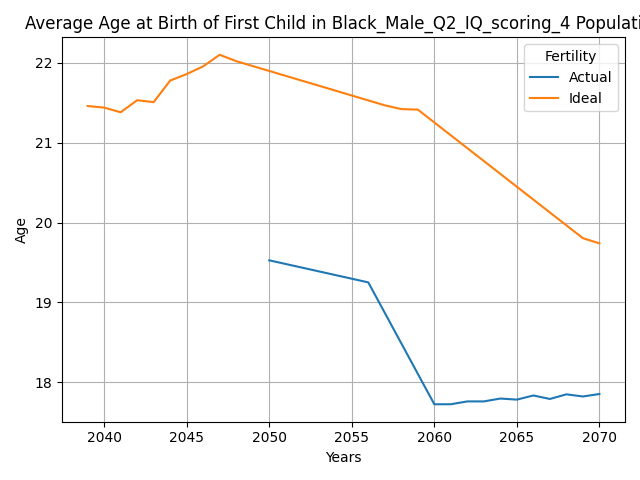 Average Age at Birth of First Child in Black_Male_Q2_IQ_scoring_4 Populati
Fertility
Actual
Ideal
22
21
20
19
18
Age
2040 2045 2050 2055 2060 2065 2070
Years